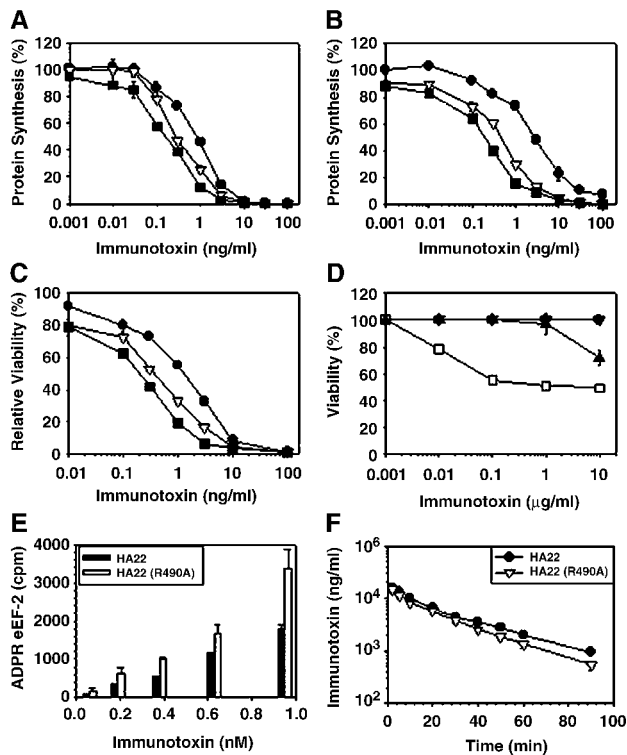 A
Protein Synthesis (%)
120
100
80
60
40
20
0
0.001 0.01 0.1 1 10 100
Immunotoxin (ng/ml)
B
Protein Synthesis (%)
120
100
80
60
40
20
0
0.001 0.01 0.1 1 10 100
Immunotoxin (ng/ml)
C
Relative Viability (%)
100
80
60
40
20
0
0.01 0.1 1 10 100
Immunotoxin (ng/ml)
D
Viability (%)
120
100
80
60
40
20
0
0.001 0.01 0.1 1 10
Immunotoxin (µg/ml)
E
ADPR eEF-2 (cpm)
4000
3000
2000
1000
0
HA22
HA22 (R490A)
0.0 0.2 0.4 0.6 0.8 1.0
Immunotoxin (nM)
F
Immunotoxin (ng/ml)
10⁶
10⁵
10⁴
10³
10²
HA22
HA22 (R490A)
0 20 40 60 80 100
Time (min)